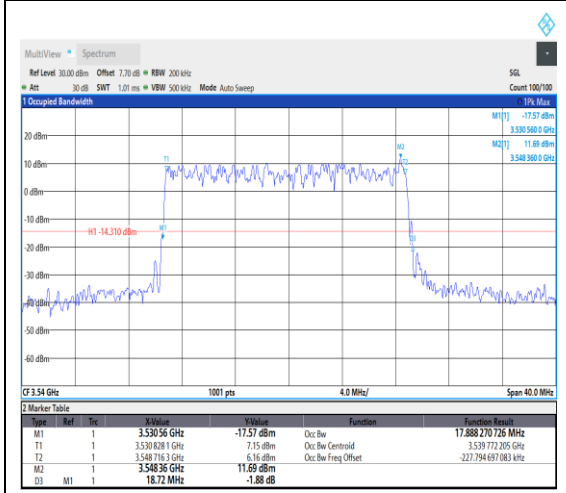 MultiView Spectrum
Ref Level 30.00 dBm Offset 7.70 dB RBW 200 kHz SGL
Att 30 dB SWT 1.01 ms VBW 500 kHz Mode Auto Sweep Count 100/100
1 Occupied Bandwidth 1Pk Max
M1[1] -17.57 dBm
3.530 560 0 GHz
M2[1] 11.69 dBm
3.548 360 0 GHz
20 dBm
M2
T1
T2
10 dBm
0 dBm
-10 dBm
H1 -14.310 dBm
M1
D3
-20 dBm
-30 dBm
-40 dBm
-50 dBm
-60 dBm
CF 3.54 GHz 1001 pts 4.0 MHz/ Span 40.0 MHz
2 Marker Table
Type Ref Trc X-Value Y-Value Function Function Result
M1 1 3.53056 GHz -17.57 dBm Occ Bw 17.888 270 726 MHz
T1 1 3.530 828 1 GHz 7.15 dBm Occ Bw Centroid 3.539 772 205 GHz
T2 1 3.548 716 3 GHz 6.16 dBm Occ Bw Freq Offset -227.794 697 083 kHz
M2 1 3.54836 GHz 11.69 dBm
D3 M1 1 18.72 MHz -1.88 dB